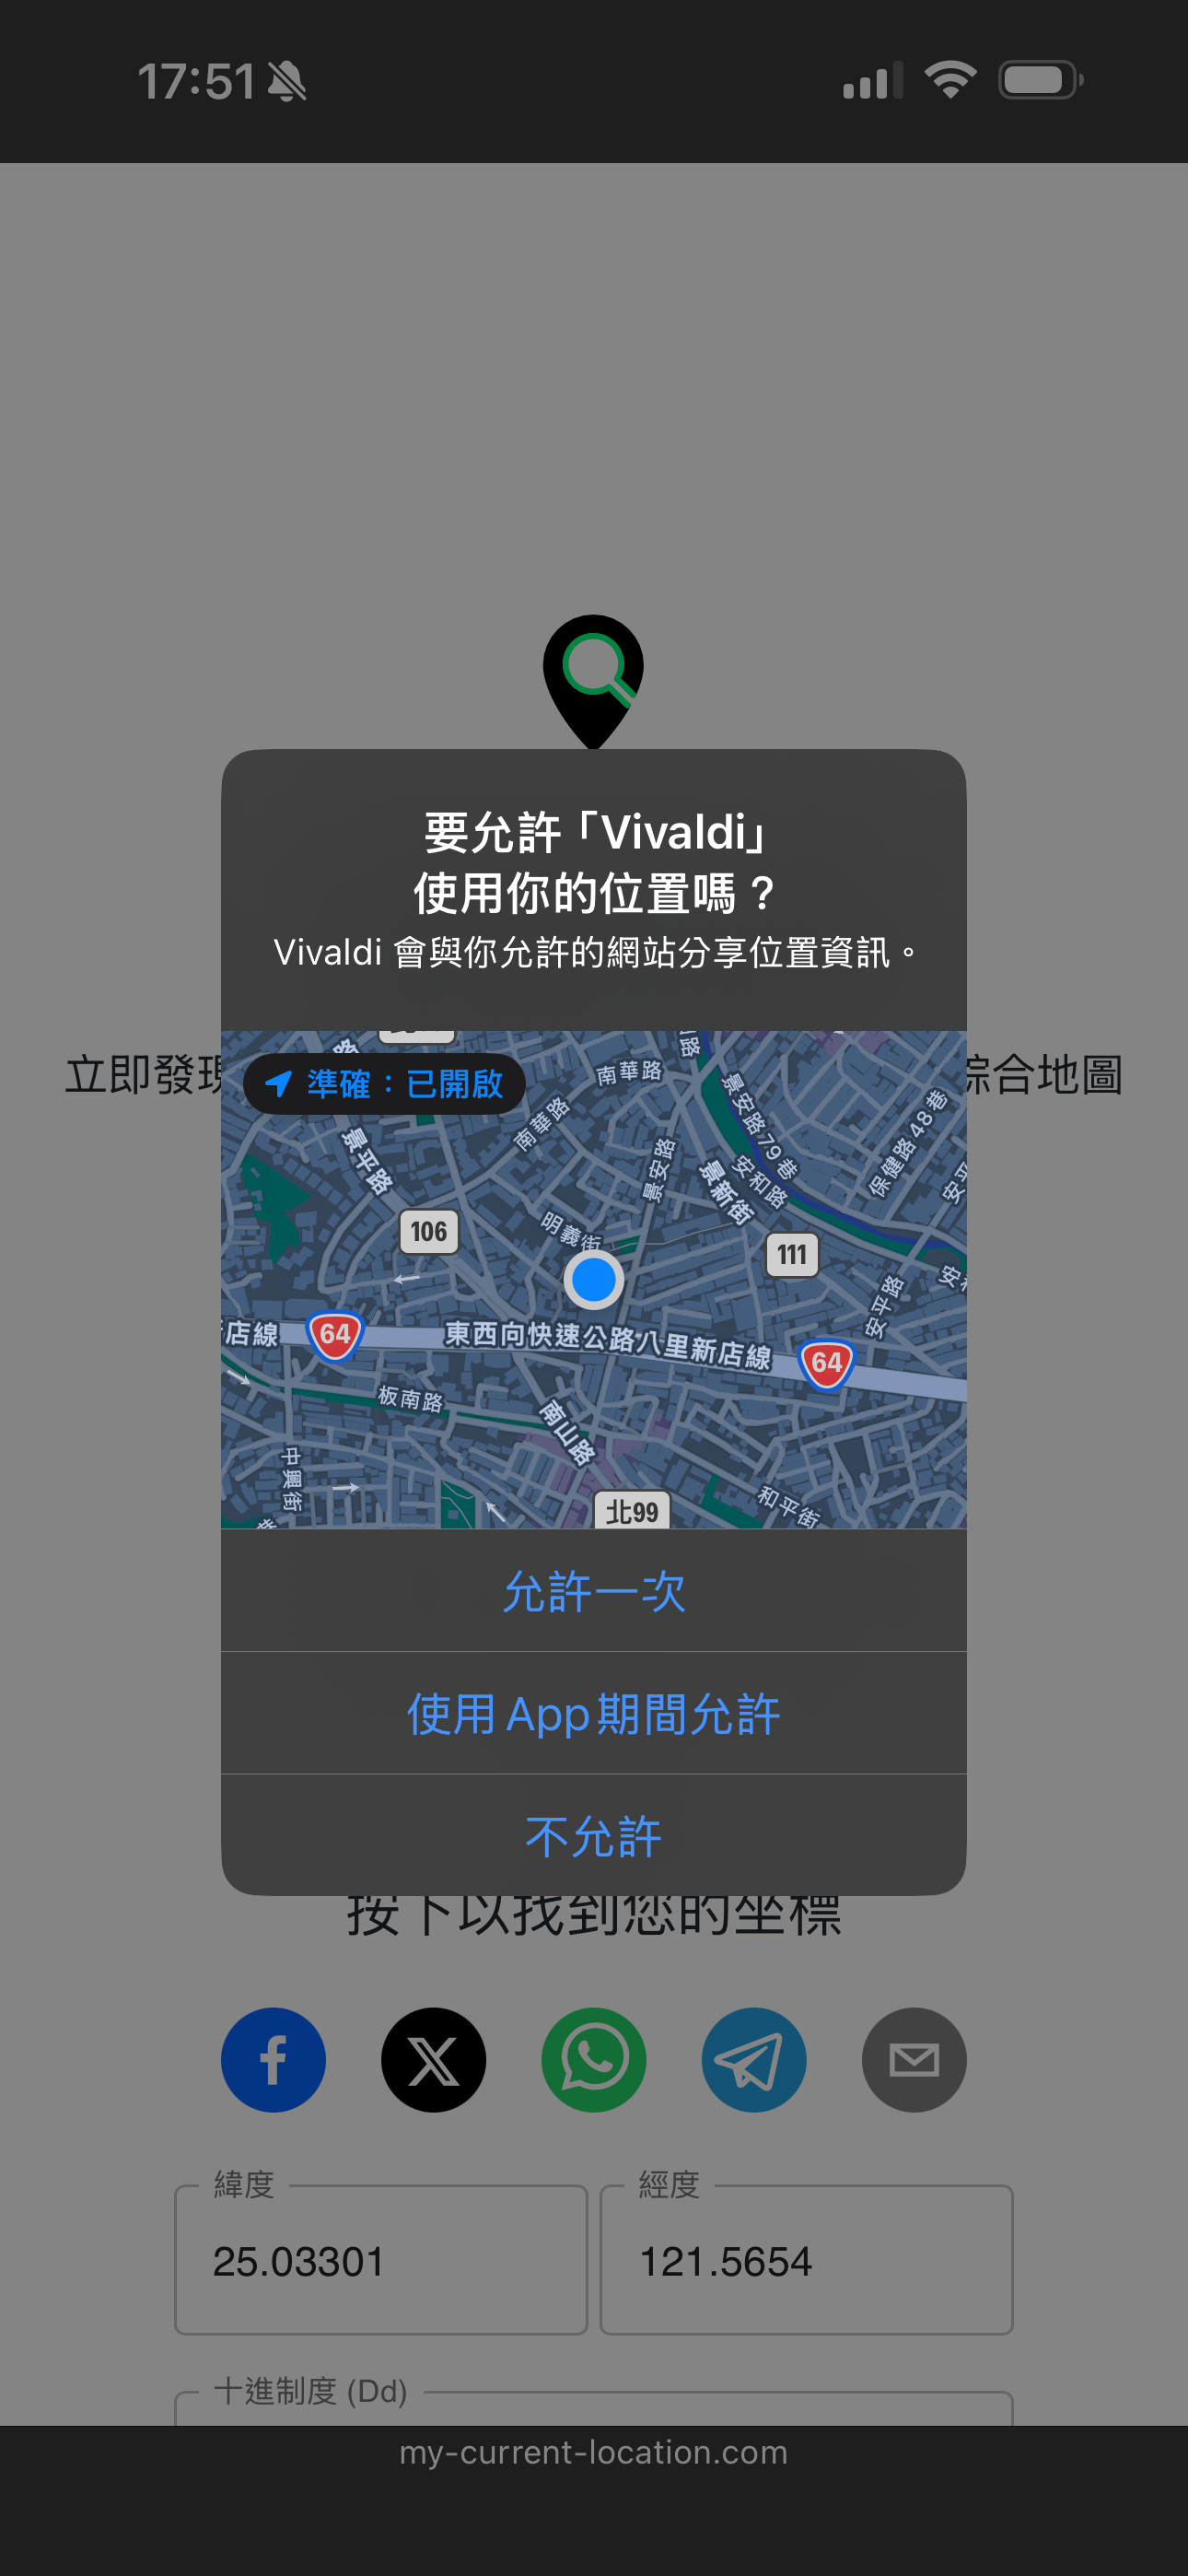 17:51
要允許「Vivaldi」
使用你的位置嗎？
Vivaldi 會與你允許的網站分享位置資訊。
立即發現
綜合地圖
準確：已開啟
南華路
景安路79巷
保健路48巷
南華路
景平路
景安路
景新街
安和路
106
明義街
111
安平路
店線
64
東西向快速公路八里新店線
64
板南路
南山路
中興街
北99
和平街
允許一次
使用 App 期間允許
不允許
按下以找到您的坐標
緯度
經度
25.03301
121.5654
十進制度 (Dd)
my-current-location.com